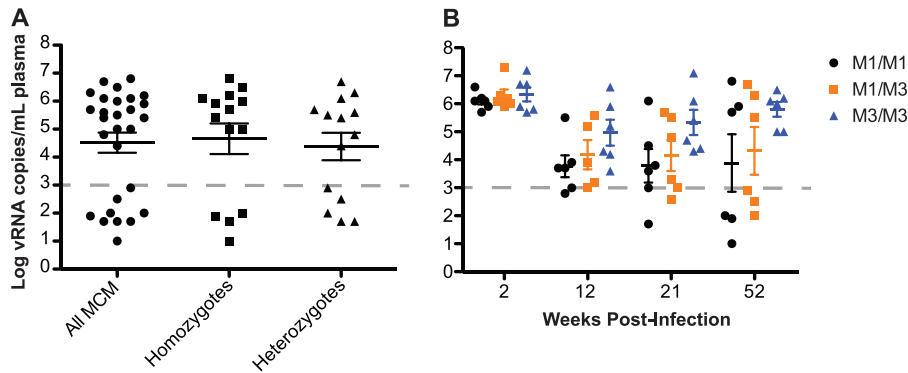 A
Log vRNA copies/mL plasma
8
7
6
5
4
3
2
1
0
All MCM
Homozygotes
Heterozygotes
B
8
7
6
5
4
3
2
1
0
2
12
21
52
Weeks Post-Infection
M1/M1
M1/M3
M3/M3